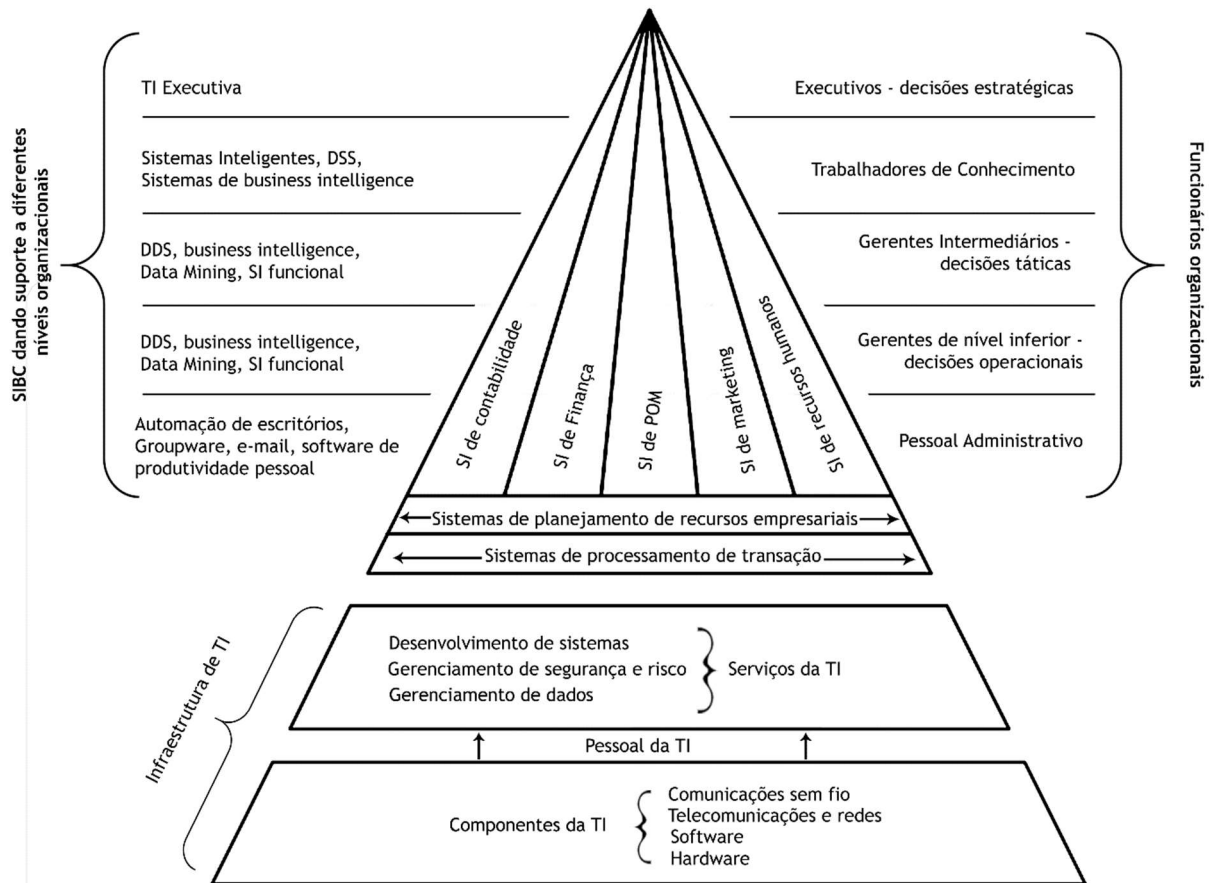 SIBC dando suporte a diferentes
níveis organizacionais
TI Executiva
Sistemas Inteligentes, DSS,
Sistemas de business intelligence
DDS, business intelligence,
Data Mining, SI funcional
DDS, business intelligence,
Data Mining, SI funcional
Automação de escritórios,
Groupware, e-mail, software de
produtividade pessoal
SI de contabilidade
SI de Finança
SI de POM
SI de marketing
SI de recursos humanos
Executivos - decisões estratégicas
Trabalhadores de Conhecimento
Gerentes Intermediários -
decisões táticas
Gerentes de nível inferior -
decisões operacionais
Pessoal Administrativo
Funcionários organizacionais
Sistemas de planejamento de recursos empresariais
Sistemas de processamento de transação
Infraestrutura de TI
Desenvolvimento de sistemas
Gerenciamento de segurança e risco
Gerenciamento de dados
Serviços da TI
Pessoal da TI
Componentes da TI
Comunicações sem fio
Telecomunicações e redes
Software
Hardware